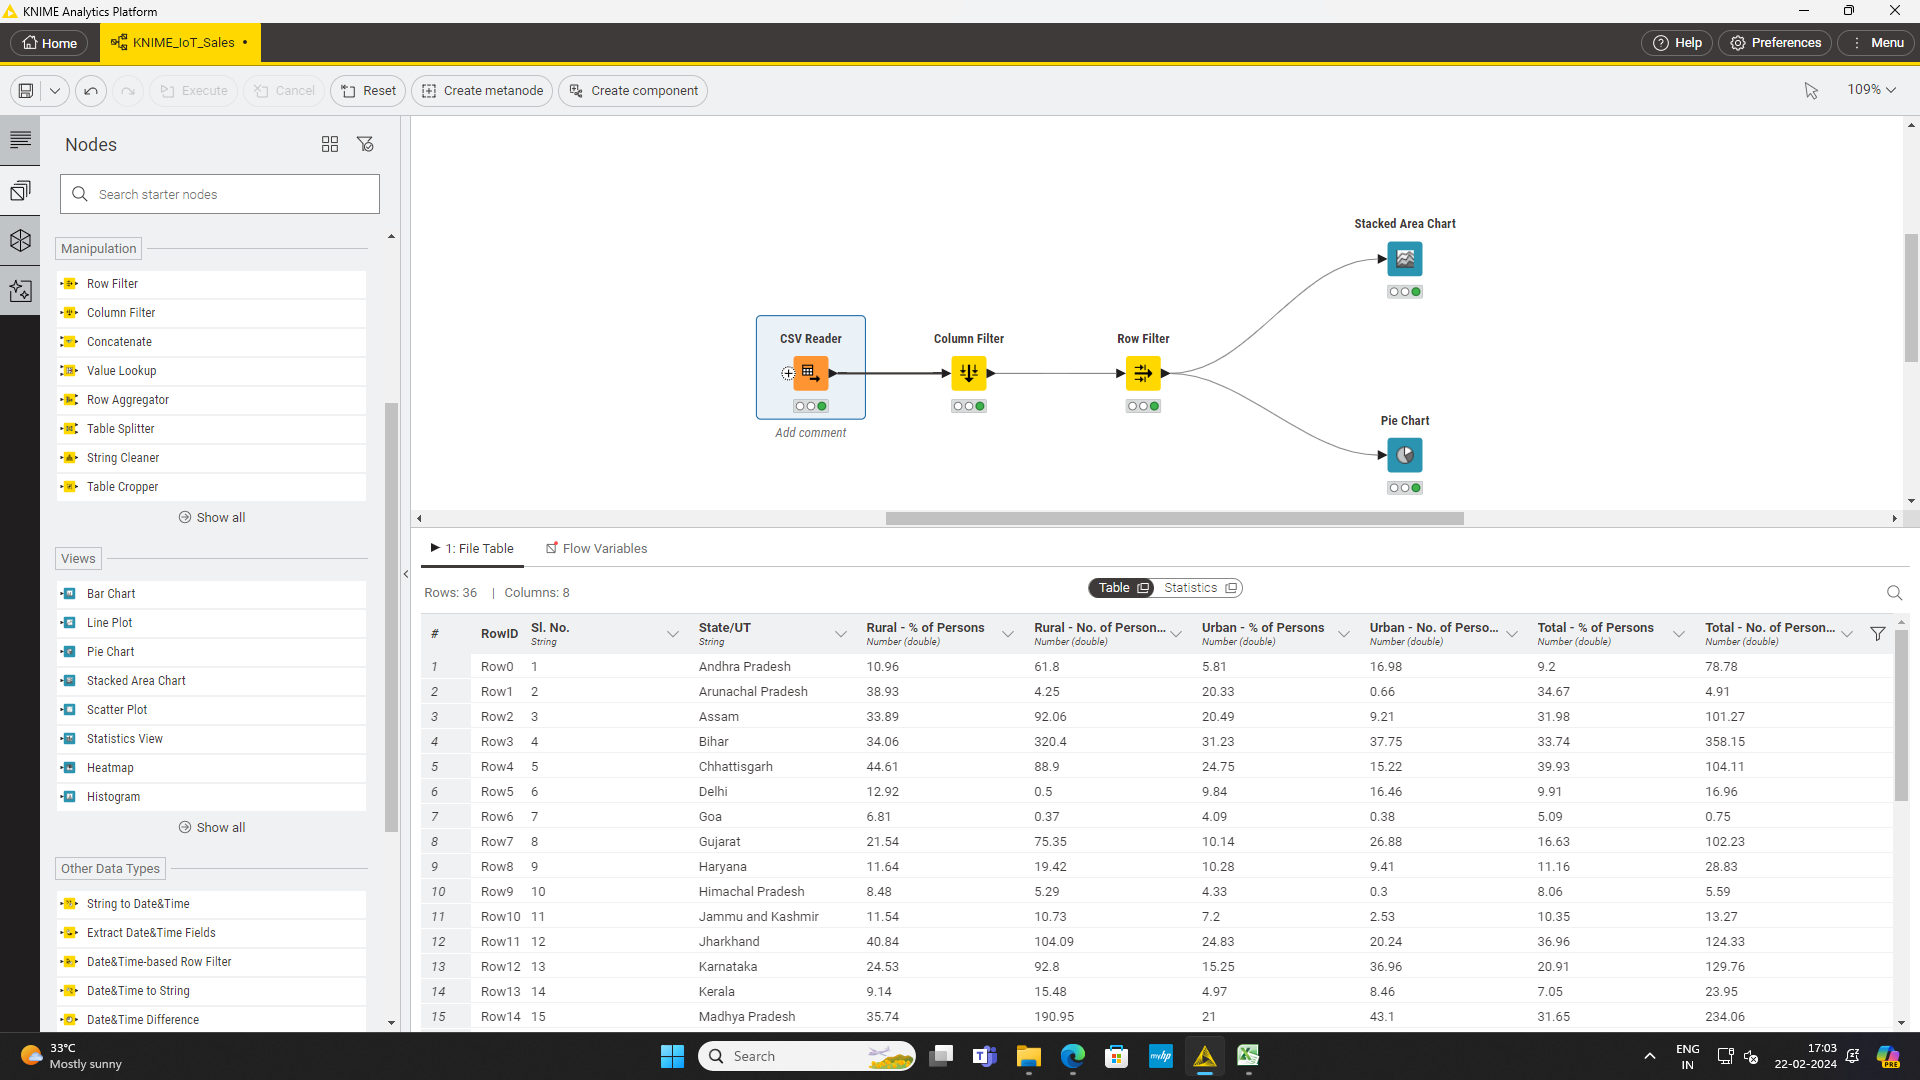 KNIME Analytics Platform
Home
KNIME_IoT_Sales •
Help
Preferences
Menu
Execute
Cancel
Reset
Create metanode
Create component
109%
Nodes
Search starter nodes
Manipulation
Row Filter
Column Filter
Concatenate
Value Lookup
Row Aggregator
Table Splitter
String Cleaner
Table Cropper
Show all
Views
Bar Chart
Line Plot
Pie Chart
Stacked Area Chart
Scatter Plot
Statistics View
Heatmap
Histogram
Show all
Other Data Types
String to Date&Time
Extract Date&Time Fields
Date&Time-based Row Filter
Date&Time to String
Date&Time Difference
Stacked Area Chart
CSV Reader
Column Filter
Row Filter
Add comment
Pie Chart
1: File Table
Flow Variables
Rows: 36 | Columns: 8
Table
Statistics
# RowID Sl. No. State/UT Rural - % of Persons Rural - No. of Person... Urban - % of Persons Urban - No. of Perso... Total - % of Persons Total - No. of Person...
String String Number (double) Number (double) Number (double) Number (double) Number (double) Number (double)
1 Row0 1 Andhra Pradesh 10.96 61.8 5.81 16.98 9.2 78.78
2 Row1 2 Arunachal Pradesh 38.93 4.25 20.33 0.66 34.67 4.91
3 Row2 3 Assam 33.89 92.06 20.49 9.21 31.98 101.27
4 Row3 4 Bihar 34.06 320.4 31.23 37.75 33.74 358.15
5 Row4 5 Chhattisgarh 44.61 88.9 24.75 15.22 39.93 104.11
6 Row5 6 Delhi 12.92 0.5 9.84 16.46 9.91 16.96
7 Row6 7 Goa 6.81 0.37 4.09 0.38 5.09 0.75
8 Row7 8 Gujarat 21.54 75.35 10.14 26.88 16.63 102.23
9 Row8 9 Haryana 11.64 19.42 10.28 9.41 11.16 28.83
10 Row9 10 Himachal Pradesh 8.48 5.29 4.33 0.3 8.06 5.59
11 Row10 11 Jammu and Kashmir 11.54 10.73 7.2 2.53 10.35 13.27
12 Row11 12 Jharkhand 40.84 104.09 24.83 20.24 36.96 124.33
13 Row12 13 Karnataka 24.53 92.8 15.25 36.96 20.91 129.76
14 Row13 14 Kerala 9.14 15.48 4.97 8.46 7.05 23.95
15 Row14 15 Madhya Pradesh 35.74 190.95 21 43.1 31.65 234.06
33°C
Mostly sunny
Search
myhp
ENG
IN
17:03
22-02-2024
PRE